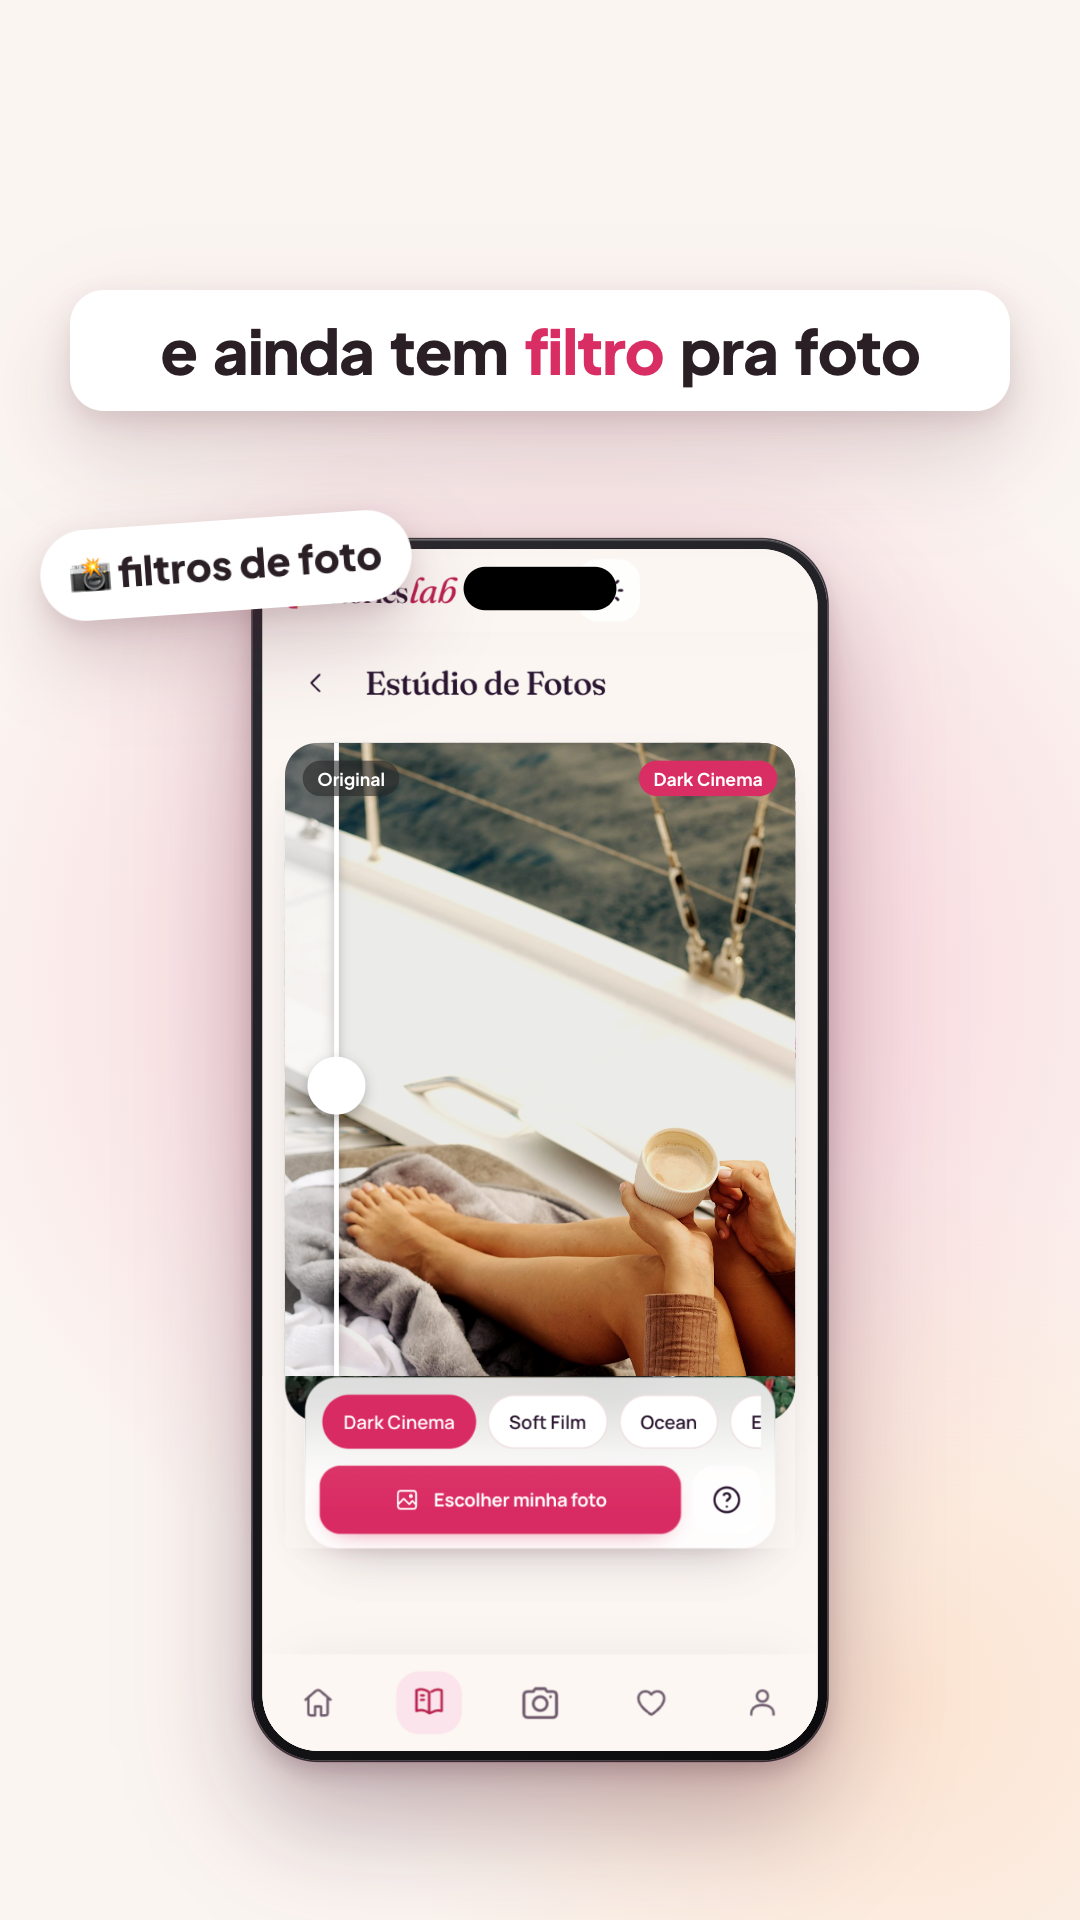 e ainda tem filtro pra foto
filtros de foto
lab
Estúdio de Fotos
Original
Dark Cinema
Dark Cinema
Soft Film
Ocean
E
Escolher minha foto